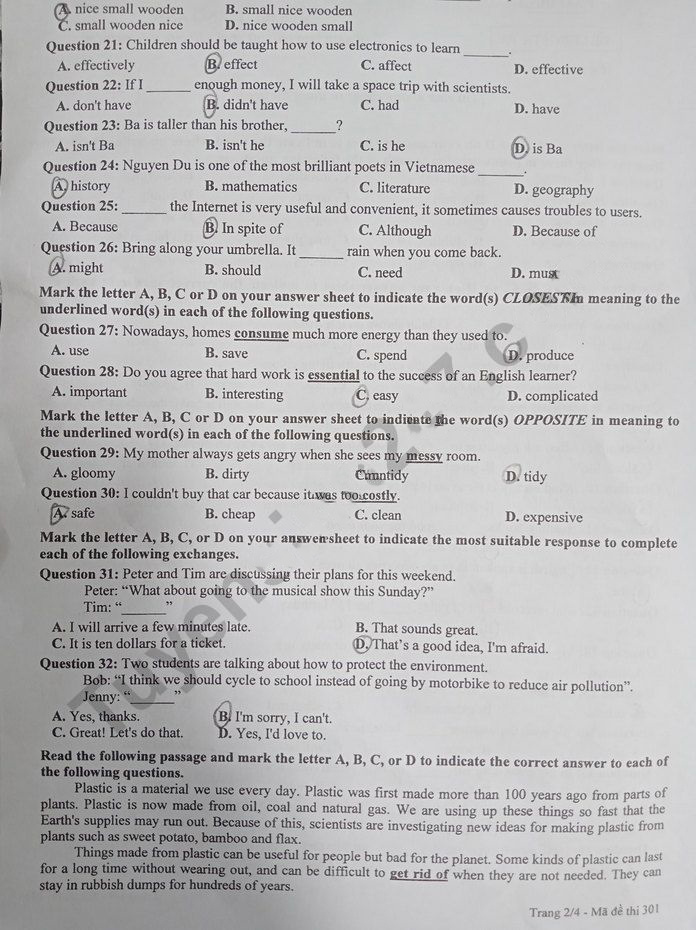 A. nice small wooden B. small nice wooden
C. small wooden nice D. nice wooden small
Question 21: Children should be taught how to use electronics to learn ______.
A. effectively B. effect C. affect D. effective
Question 22: If I ______ enough money, I will take a space trip with scientists.
A. don't have B. didn't have C. had D. have
Question 23: Ba is taller than his brother, ______?
A. isn't Ba B. isn't he C. is he D. is Ba
Question 24: Nguyen Du is one of the most brilliant poets in Vietnamese ______.
A. history B. mathematics C. literature D. geography
Question 25: ______ the Internet is very useful and convenient, it sometimes causes troubles to users.
A. Because B. In spite of C. Although D. Because of
Question 26: Bring along your umbrella. It ______ rain when you come back.
A. might B. should C. need D. must
Mark the letter A, B, C or D on your answer sheet to indicate the word(s) CLOSEST in meaning to the
underlined word(s) in each of the following questions.
Question 27: Nowadays, homes consume much more energy than they used to.
A. use B. save C. spend D. produce
Question 28: Do you agree that hard work is essential to the success of an English learner?
A. important B. interesting C. easy D. complicated
Mark the letter A, B, C or D on your answer sheet to indicate the word(s) OPPOSITE in meaning to
the underlined word(s) in each of the following questions.
Question 29: My mother always gets angry when she sees my messy room.
A. gloomy B. dirty C. untidy D. tidy
Question 30: I couldn't buy that car because it was too costly.
A. safe B. cheap C. clean D. expensive
Mark the letter A, B, C, or D on your answer sheet to indicate the most suitable response to complete
each of the following exchanges.
Question 31: Peter and Tim are discussing their plans for this weekend.
Peter: “What about going to the musical show this Sunday?”
Tim: “______”
A. I will arrive a few minutes late. B. That sounds great.
C. It is ten dollars for a ticket. D. That’s a good idea, I'm afraid.
Question 32: Two students are talking about how to protect the environment.
Bob: “I think we should cycle to school instead of going by motorbike to reduce air pollution”.
Jenny: “______”
A. Yes, thanks. B. I'm sorry, I can't.
C. Great! Let's do that. D. Yes, I'd love to.
Read the following passage and mark the letter A, B, C, or D to indicate the correct answer to each of
the following questions.
Plastic is a material we use every day. Plastic was first made more than 100 years ago from parts of
plants. Plastic is now made from oil, coal and natural gas. We are using up these things so fast that the
Earth's supplies may run out. Because of this, scientists are investigating new ideas for making plastic from
plants such as sweet potato, bamboo and flax.
Things made from plastic can be useful for people but bad for the planet. Some kinds of plastic can last
for a long time without wearing out, and can be difficult to get rid of when they are not needed. They can
stay in rubbish dumps for hundreds of years.
Trang 2/4 - Mã đề thi 301